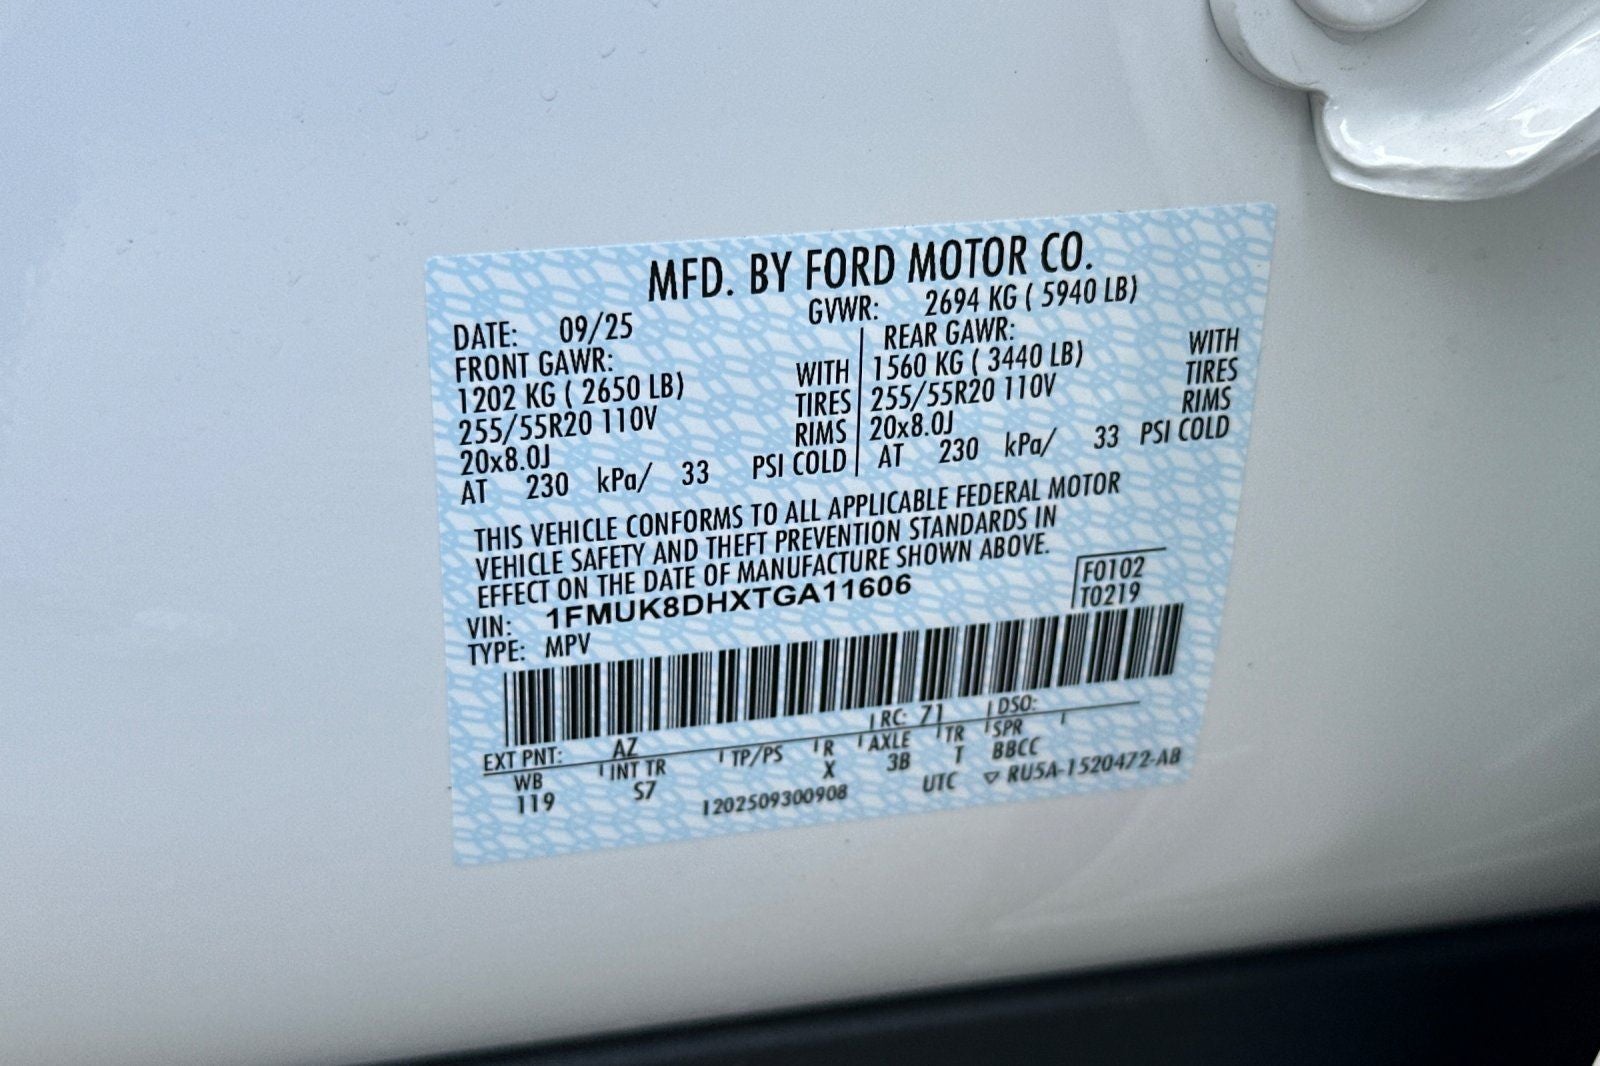 MFD. BY FORD MOTOR CO.
DATE: 09/25 GVWR: 2694 KG ( 5940 LB)
FRONT GAWR: REAR GAWR:
1202 KG ( 2650 LB) WITH 1560 KG ( 3440 LB) WITH
255/55R20 110V TIRES 255/55R20 110V TIRES
20x8.0J RIMS 20x8.0J RIMS
AT 230 kPa/ 33 PSI COLD AT 230 kPa/ 33 PSI COLD
THIS VEHICLE CONFORMS TO ALL APPLICABLE FEDERAL MOTOR
VEHICLE SAFETY AND THEFT PREVENTION STANDARDS IN
EFFECT ON THE DATE OF MANUFACTURE SHOWN ABOVE.
VIN: 1FMUK8DHXTGA11606 F0102
TYPE: MPV T0219
EXT PNT: AZ RC: 71 DSO:
WB INT TR TP/PS R AXLE TR SPR
119 S7 X 3B T BBCC
1202509300908 UTC ▽ RU5A-1520472-AB